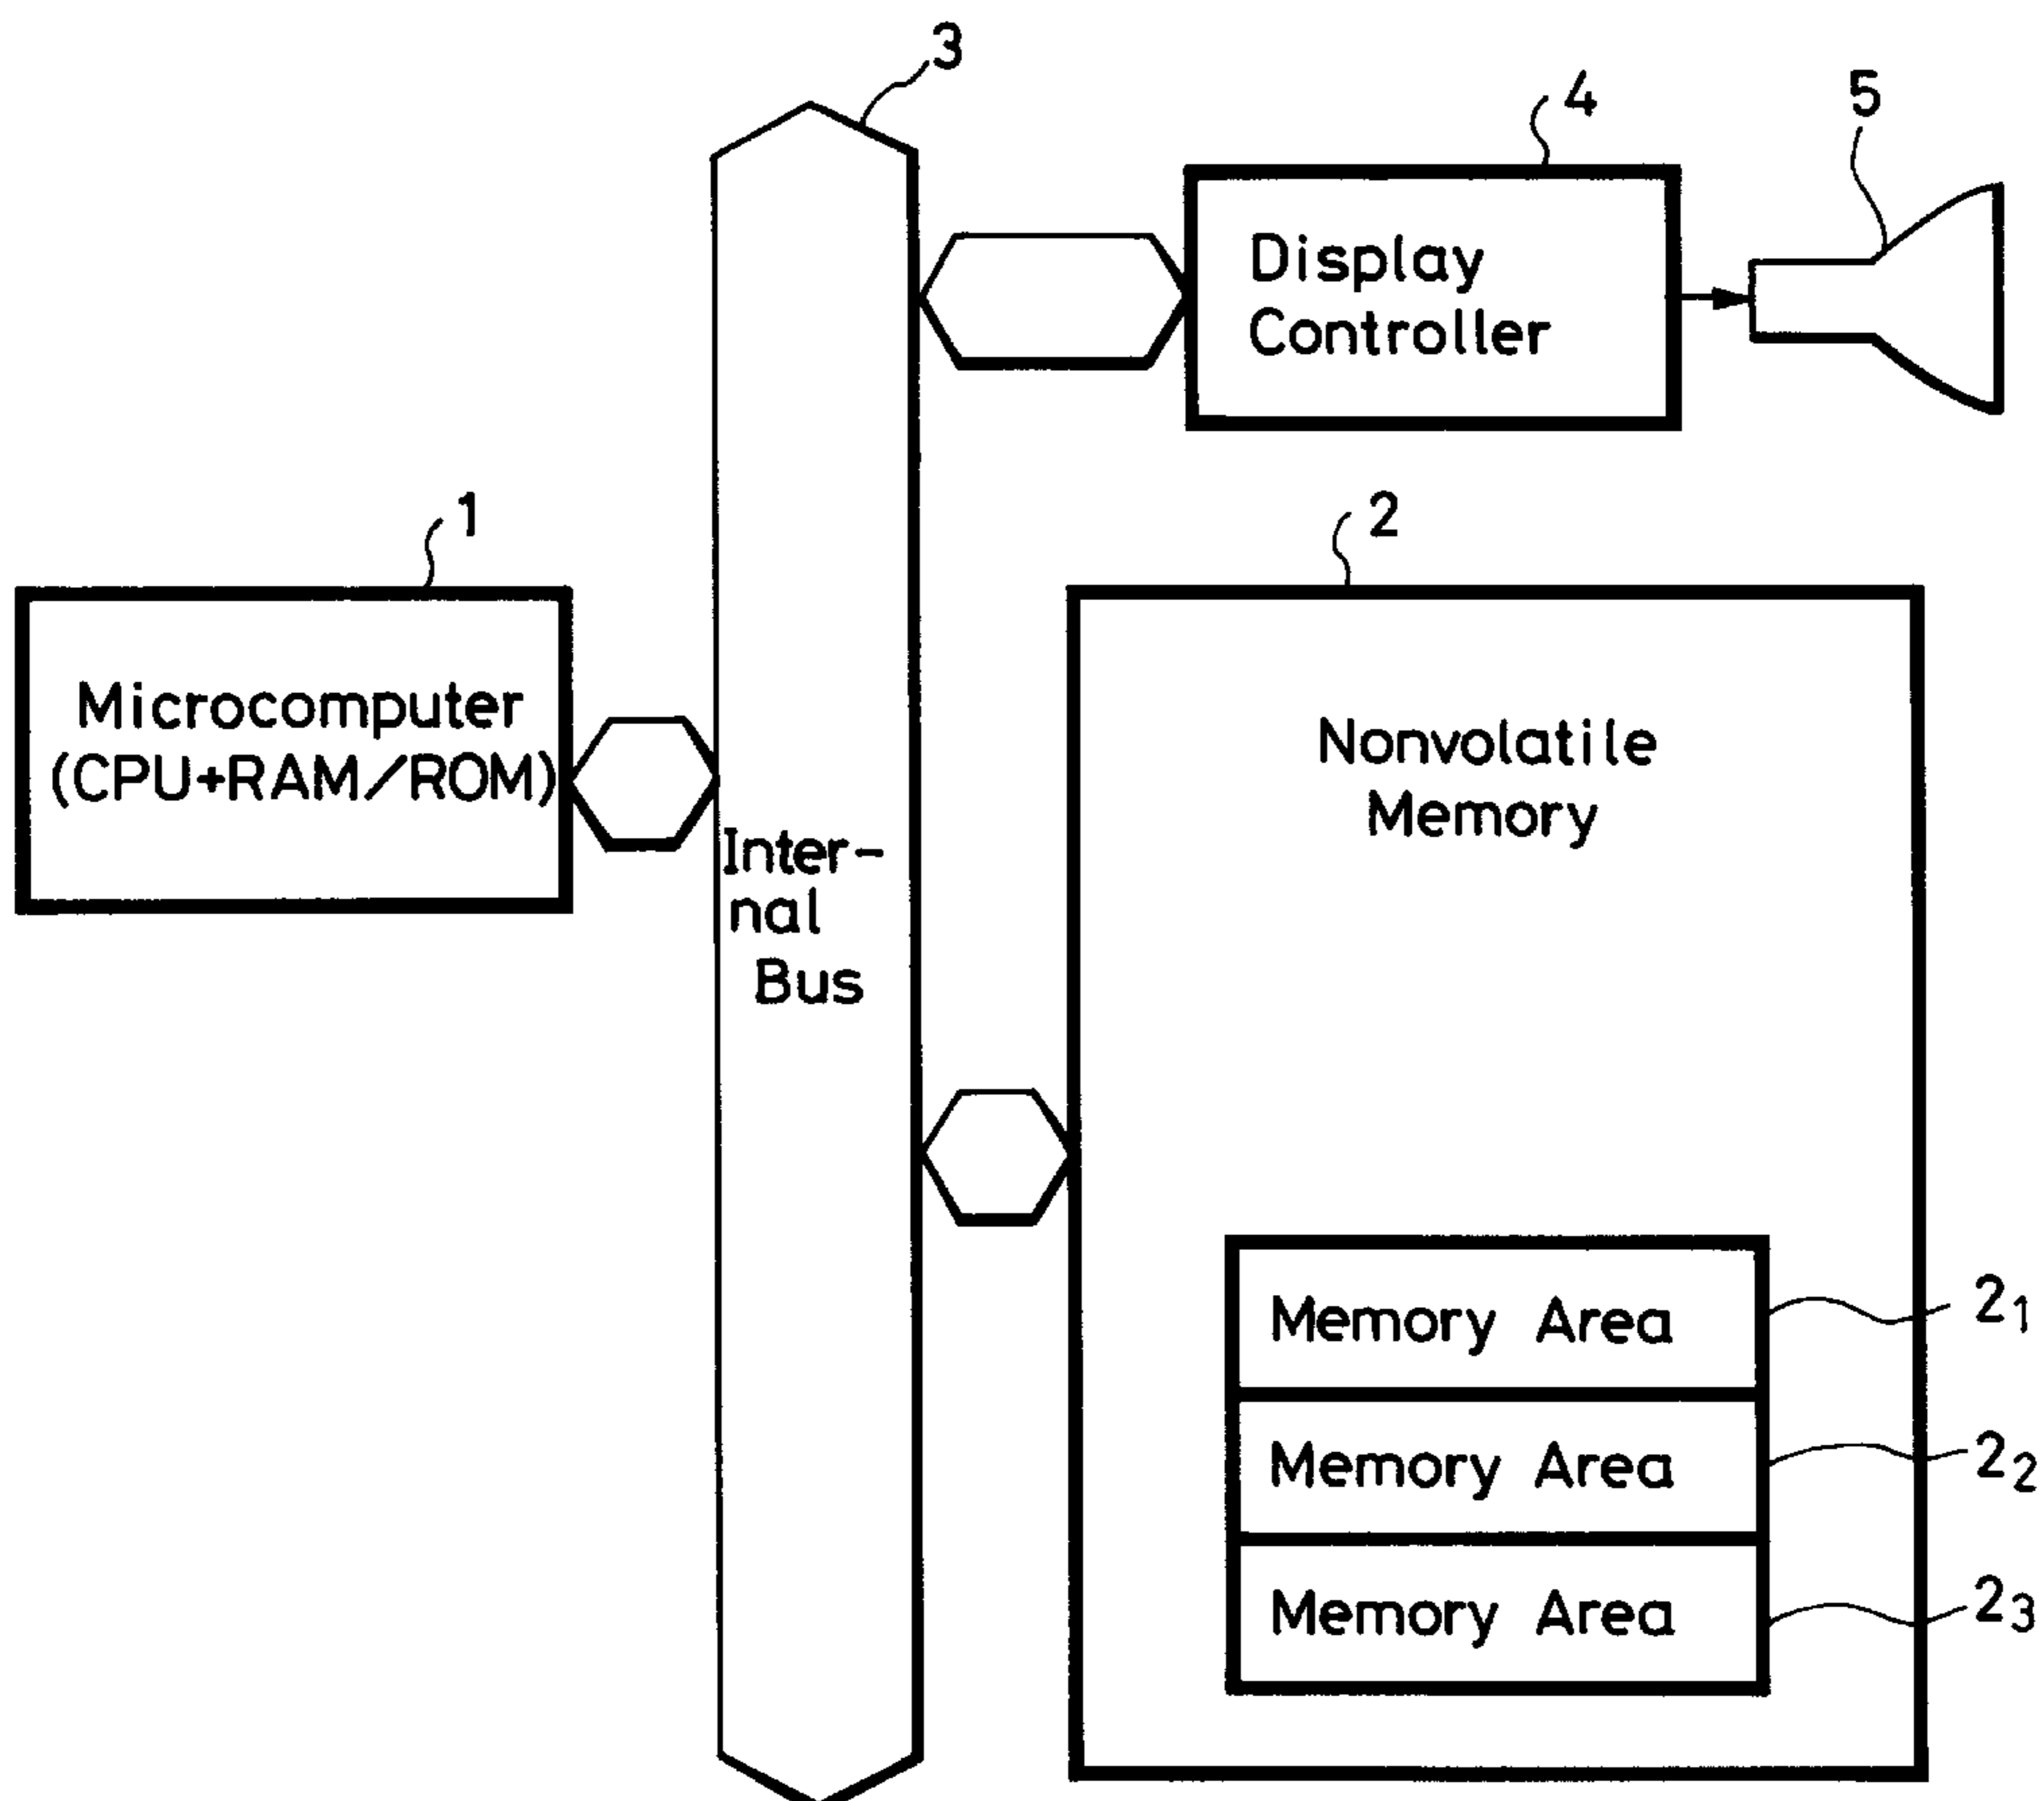 3
4
5
Display
Controller
1
2
Microcomputer
(CPU+RAM/ROM)
Nonvolatile
Memory
Inter-
nal
Bus
Memory Area
2₁
Memory Area
2₂
Memory Area
2₃